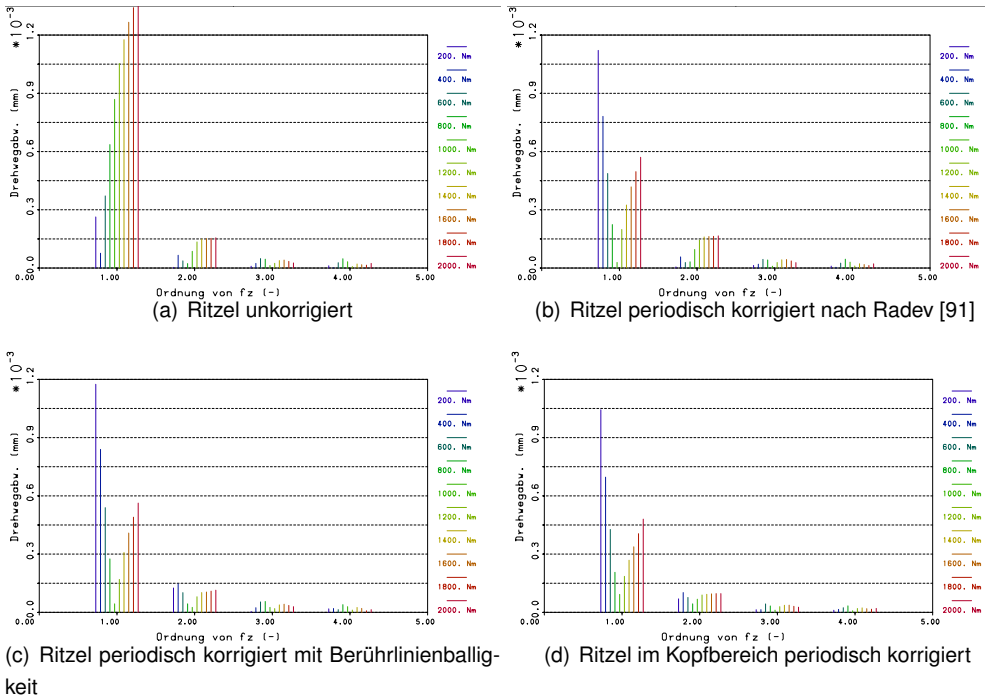 *10⁻³
1.2
0.9
0.6
0.3
0.0
Drehwegabw. (mm)
0.00
1.00
2.00
3.00
4.00
5.00
Ordnung von fz (-)
200. Nm
400. Nm
600. Nm
800. Nm
1000. Nm
1200. Nm
1400. Nm
1600. Nm
1800. Nm
2000. Nm
(a) Ritzel unkorrigiert
*10⁻³
1.2
0.9
0.6
0.3
0.0
Drehwegabw. (mm)
0.00
1.00
2.00
3.00
4.00
5.00
Ordnung von fz (-)
200. Nm
400. Nm
600. Nm
800. Nm
1000. Nm
1200. Nm
1400. Nm
1600. Nm
1800. Nm
2000. Nm
(b) Ritzel periodisch korrigiert nach Radev [91]
*10⁻³
1.2
0.9
0.6
0.3
0.0
Drehwegabw. (mm)
0.00
1.00
2.00
3.00
4.00
5.00
Ordnung von fz (-)
200. Nm
400. Nm
600. Nm
800. Nm
1000. Nm
1200. Nm
1400. Nm
1600. Nm
1800. Nm
2000. Nm
(c) Ritzel periodisch korrigiert mit Berührlinienballig-
keit
*10⁻³
1.2
0.9
0.6
0.3
0.0
Drehwegabw. (mm)
0.00
1.00
2.00
3.00
4.00
5.00
Ordnung von fz (-)
200. Nm
400. Nm
600. Nm
800. Nm
1000. Nm
1200. Nm
1400. Nm
1600. Nm
1800. Nm
2000. Nm
(d) Ritzel im Kopfbereich periodisch korrigiert